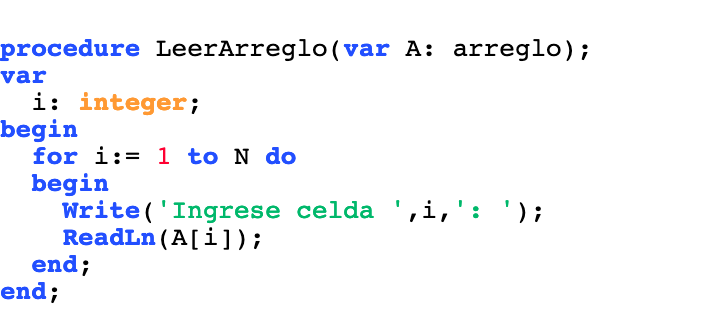 procedure LeerArreglo(var A: arreglo);
var
  i: integer;
begin
  for i:= 1 to N do
  begin
    Write('Ingrese celda ',i,': ');
    ReadLn(A[i]);
  end;
end;